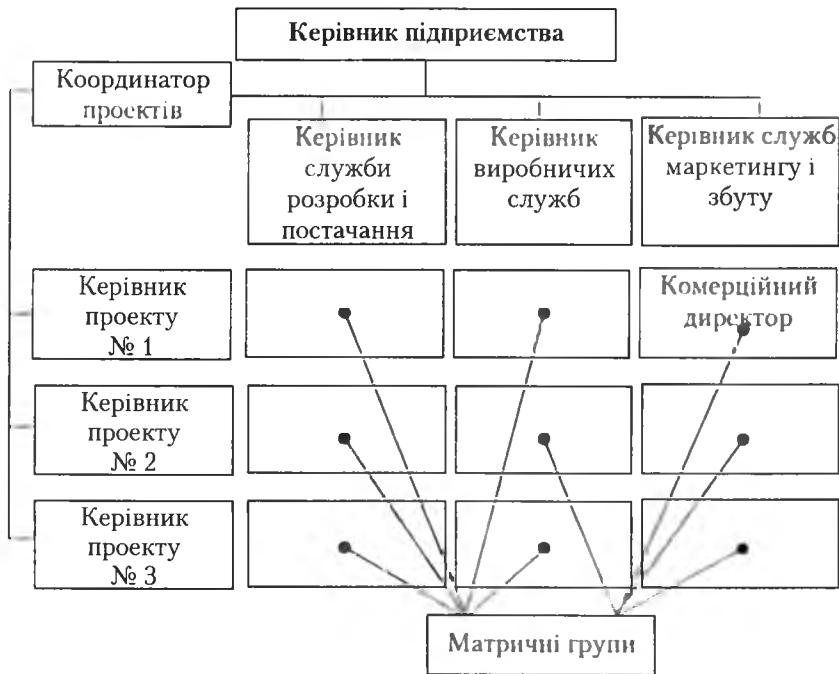 Керівник підприємства
Координатор
проектів
Керівник
служби
розробки і
постачання
Керівник
виробничих
служб
Керівник служб
маркетингу і
збуту
Керівник
проекту
№ 1
Комерційний
директор
Керівник
проекту
№ 2
Керівник
проекту
№ 3
Матричні групи